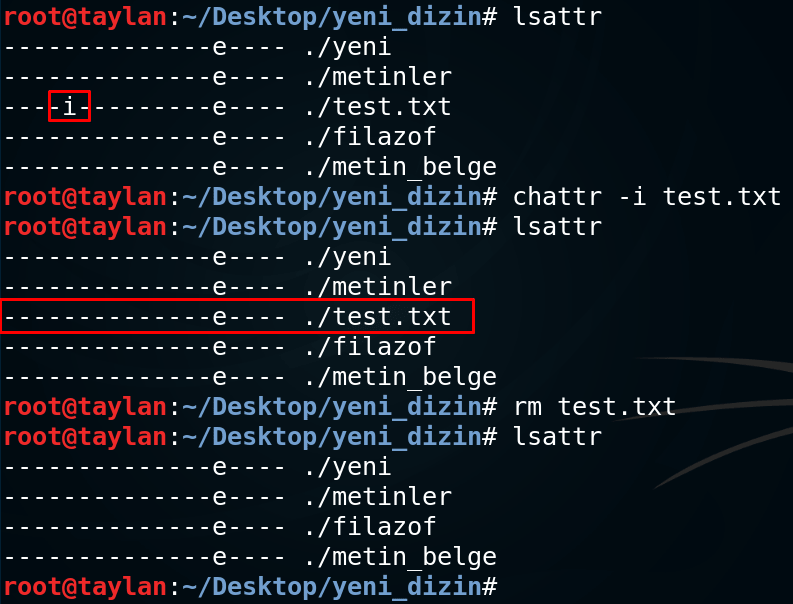 root@taylan:~/Desktop/yeni_dizin# lsattr
--------------e---- ./yeni
--------------e---- ./metinler
----i---------e---- ./test.txt
--------------e---- ./filazof
--------------e---- ./metin_belge
root@taylan:~/Desktop/yeni_dizin# chattr -i test.txt
root@taylan:~/Desktop/yeni_dizin# lsattr
--------------e---- ./yeni
--------------e---- ./metinler
--------------e---- ./test.txt
--------------e---- ./filazof
--------------e---- ./metin_belge
root@taylan:~/Desktop/yeni_dizin# rm test.txt
root@taylan:~/Desktop/yeni_dizin# lsattr
--------------e---- ./yeni
--------------e---- ./metinler
--------------e---- ./filazof
--------------e---- ./metin_belge
root@taylan:~/Desktop/yeni_dizin#